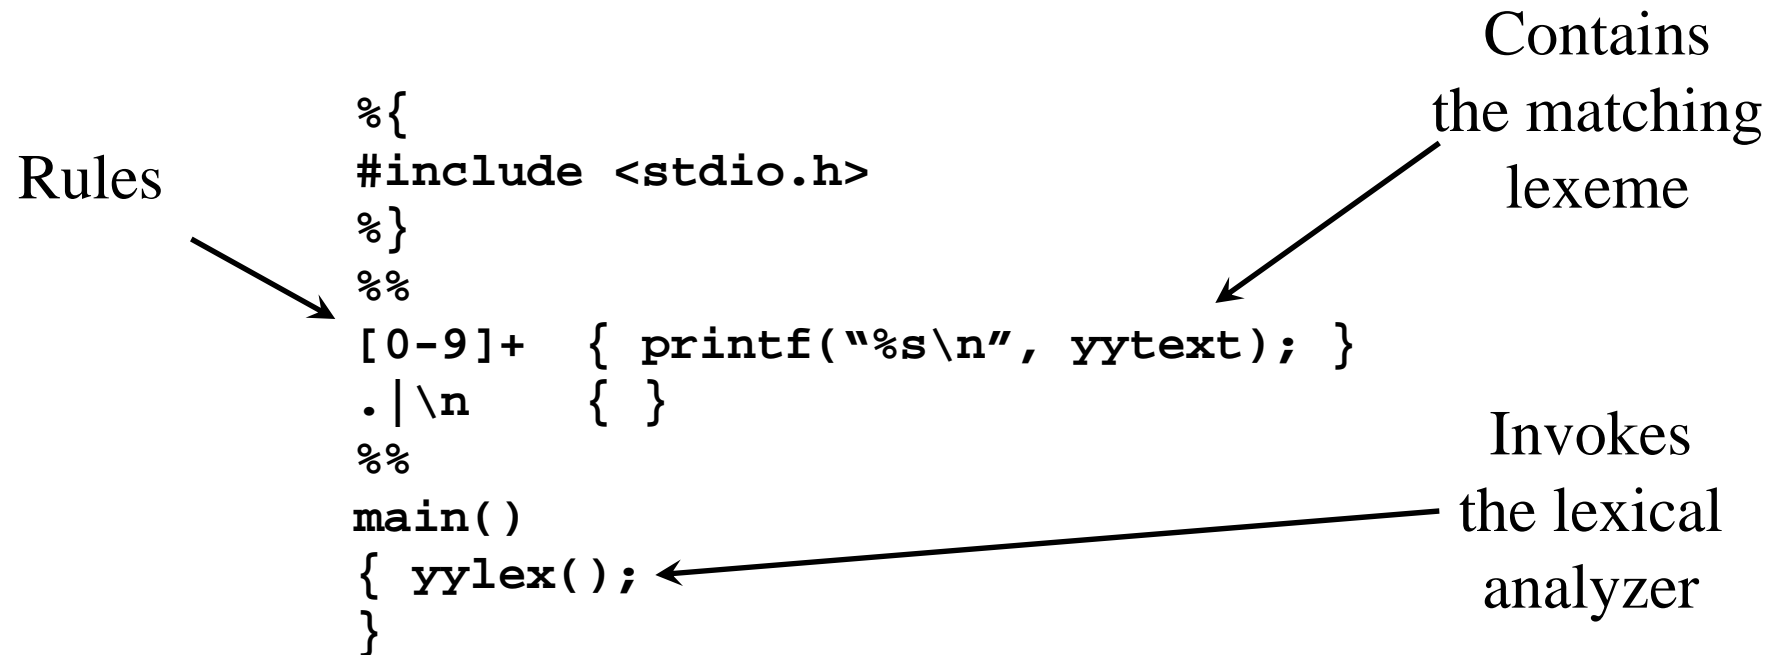 Rules
%{
#include <stdio.h>
%}
%%
[0-9]+  { printf(“%s\n”, yytext); }
.|\n    { }
%%
main()
{ yylex();
}
Contains
the matching
lexeme
Invokes
the lexical
analyzer